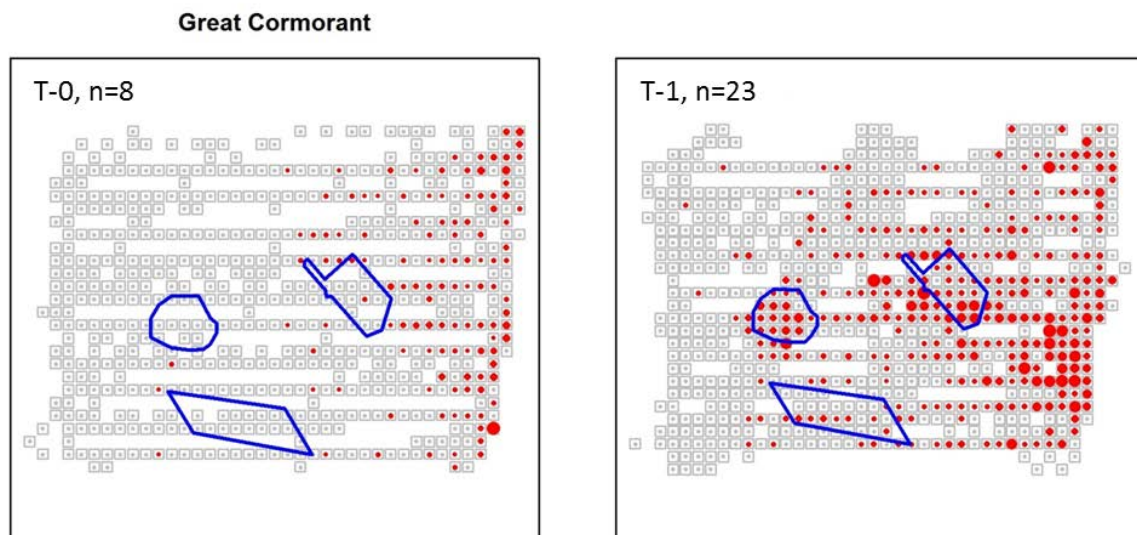 Great Cormorant
T-0, n=8
T-1, n=23